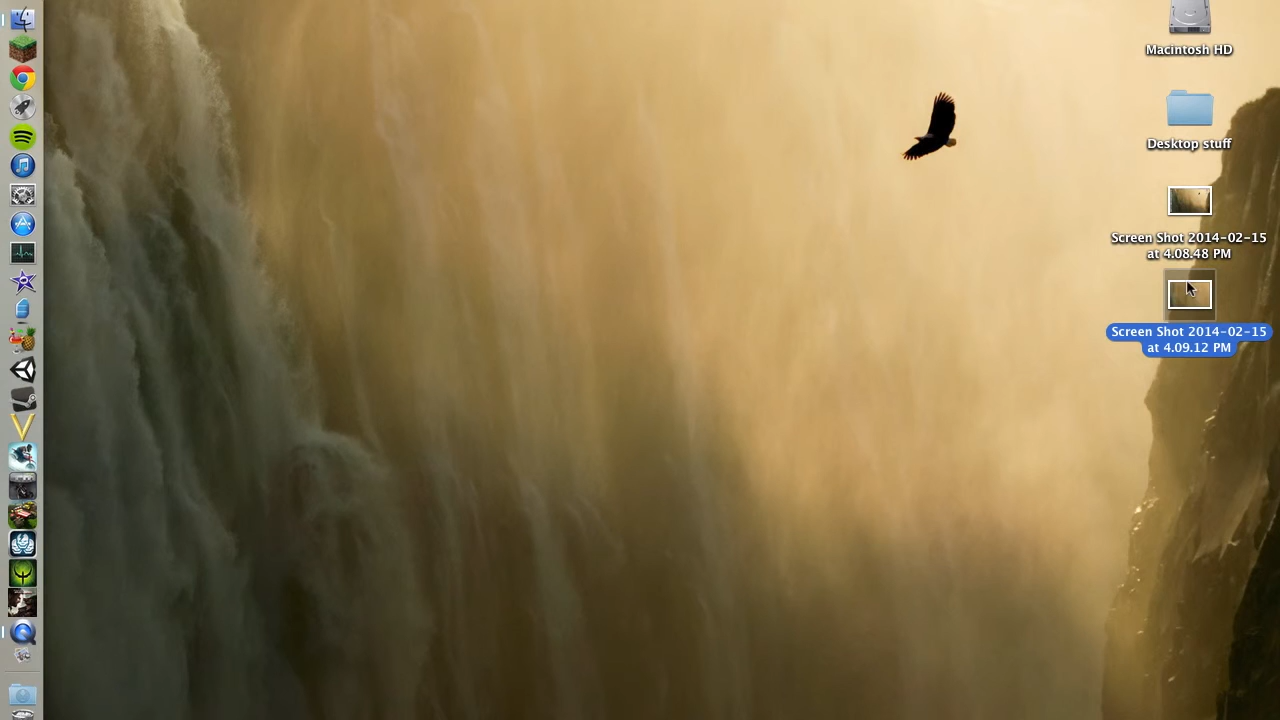 Macintosh HD
Desktop stuff
Screen Shot 2014-02-15
at 4.08.48 PM
Screen Shot 2014-02-15
at 4.09.12 PM